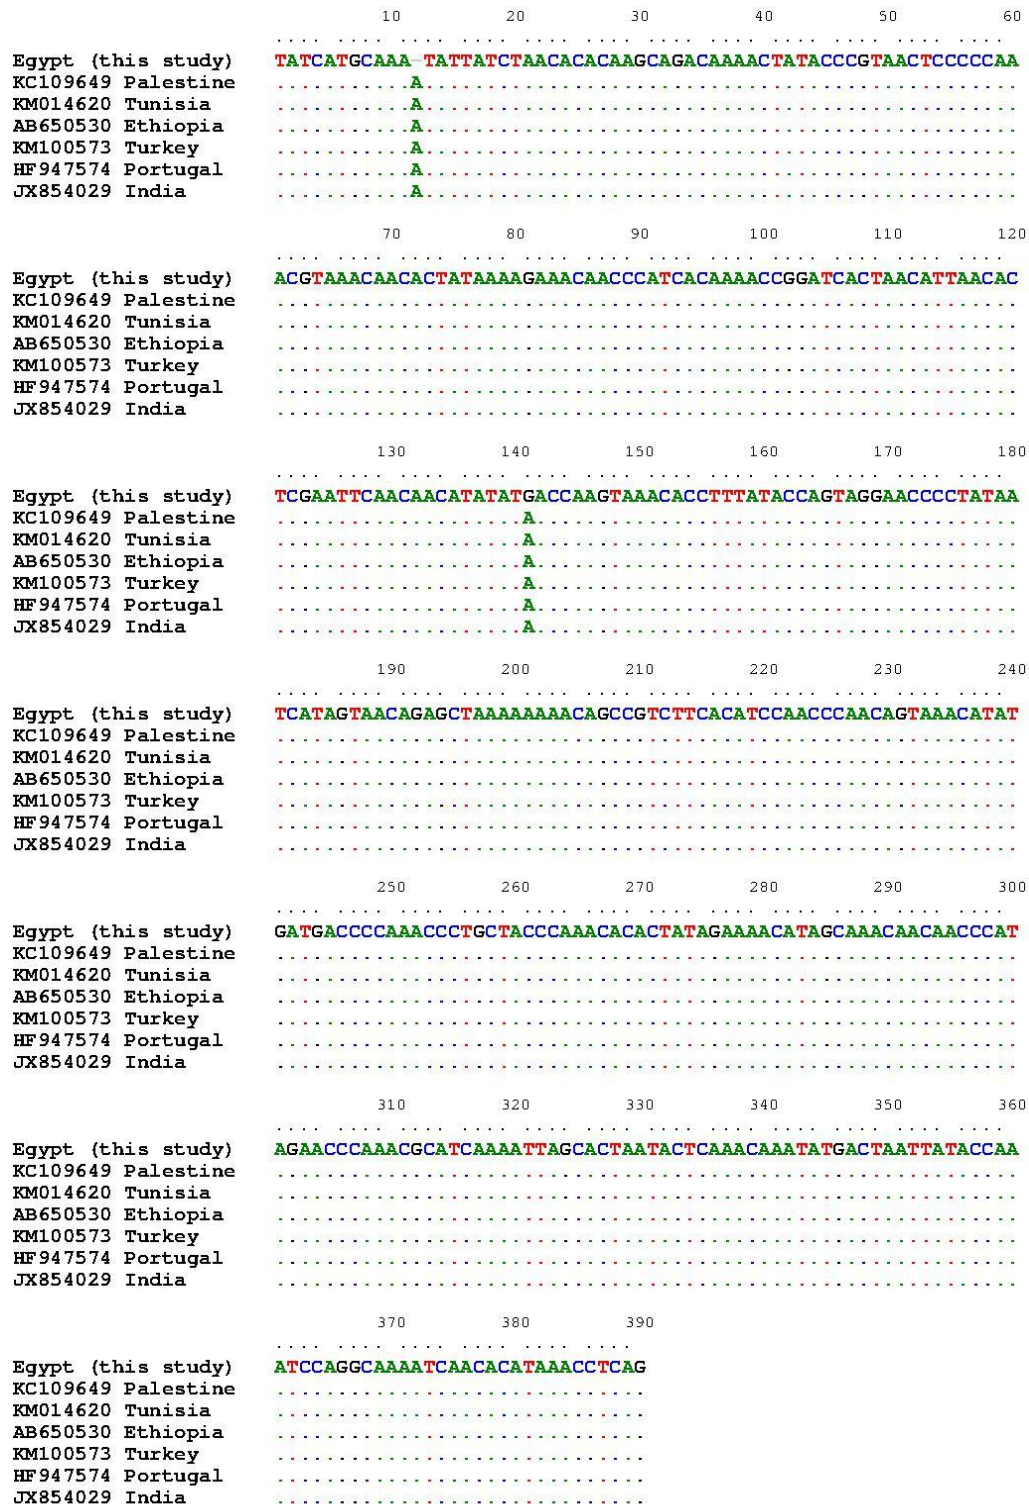 10 20 30 40 50 60
Egypt (this study) TATCATGCAAA-TATTATCTAACACACAAGCAGACAAAACTATACCCGTAACTCCCCCAA
KC109649 Palestine ...........A................................................
KM014620 Tunisia ...........A................................................
AB650530 Ethiopia ...........A................................................
KM100573 Turkey ...........A................................................
HF947574 Portugal ...........A................................................
JX854029 India ...........A................................................
70 80 90 100 110 120
Egypt (this study) ACGTAAACAACACTATAAAAGAAACAACCCATCACAAAACCGGATCACTAACATTAACAC
KC109649 Palestine ............................................................
KM014620 Tunisia ............................................................
AB650530 Ethiopia ............................................................
KM100573 Turkey ............................................................
HF947574 Portugal ............................................................
JX854029 India ............................................................
130 140 150 160 170 180
Egypt (this study) TCGAATTCAACAACATATATGACCAAGTAAACACCTTTATACCAGTAGGAACCCCTATAA
KC109649 Palestine ....................A.......................................
KM014620 Tunisia ....................A.......................................
AB650530 Ethiopia ....................A.......................................
KM100573 Turkey ....................A.......................................
HF947574 Portugal ....................A.......................................
JX854029 India ....................A.......................................
190 200 210 220 230 240
Egypt (this study) TCATAGTAACAGAGCTAAAAAAAACAGCCGTCTTCACATCCAACCCAACAGTAAACATAT
KC109649 Palestine ............................................................
KM014620 Tunisia ............................................................
AB650530 Ethiopia ............................................................
KM100573 Turkey ............................................................
HF947574 Portugal ............................................................
JX854029 India ............................................................
250 260 270 280 290 300
Egypt (this study) GATGACCCCAAACCCTGCTACCCAAACACACTATAGAAAACATAGCAAACAACAACCCAT
KC109649 Palestine ............................................................
KM014620 Tunisia ............................................................
AB650530 Ethiopia ............................................................
KM100573 Turkey ............................................................
HF947574 Portugal ............................................................
JX854029 India ............................................................
310 320 330 340 350 360
Egypt (this study) AGAACCCAAACGCATCAAAATTAGCACTAATACTCAAACAAATATGACTAATTATACCAA
KC109649 Palestine ............................................................
KM014620 Tunisia ............................................................
AB650530 Ethiopia ............................................................
KM100573 Turkey ............................................................
HF947574 Portugal ............................................................
JX854029 India ............................................................
370 380 390
Egypt (this study) ATCCAGGCAAAATCAACACATAAACCTCAG
KC109649 Palestine ..............................
KM014620 Tunisia ..............................
AB650530 Ethiopia ..............................
KM100573 Turkey ..............................
HF947574 Portugal ..............................
JX854029 India ..............................